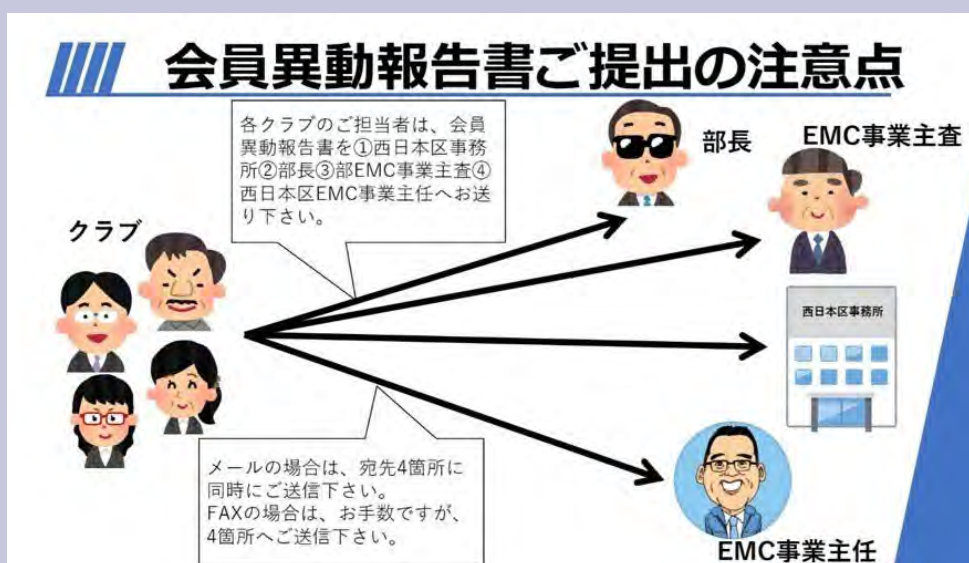 会員異動報告書ご提出の注意点
各クラブのご担当者は、会員
異動報告書を①西日本区事務
所②部長③部EMC事業主査④
西日本区EMC事業主任へお送
り下さい。
部長
EMC事業主査
クラブ
西日本区事務所
メールの場合は、宛先4箇所に
同時にご送信下さい。
FAXの場合は、お手数ですが、
4箇所へご送信下さい。
EMC事業主任